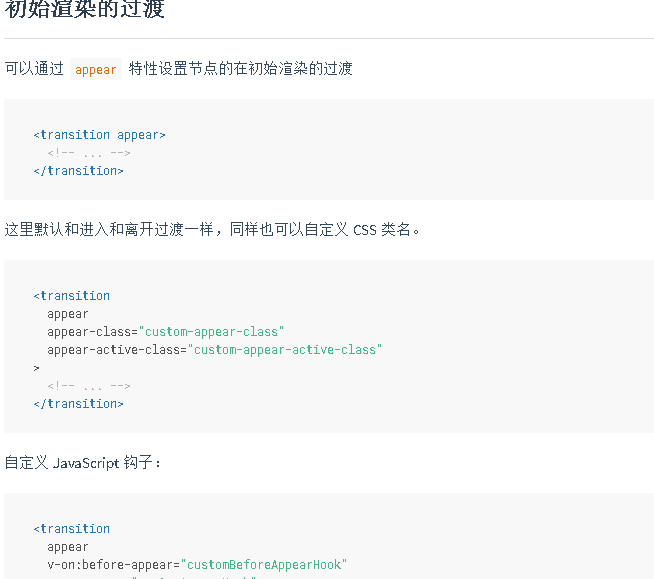 初始渲染的过渡
可以通过 appear 特性设置节点的在初始渲染的过渡
<transition appear>
<!-- ... -->
</transition>
这里默认和进入和离开过渡一样，同样也可以自定义 CSS 类名。
<transition
appear
appear-class="custom-appear-class"
appear-active-class="custom-appear-active-class"
>
<!-- ... -->
</transition>
自定义 JavaScript 钩子：
<transition
appear
v-on:before-appear="customBeforeAppearHook"